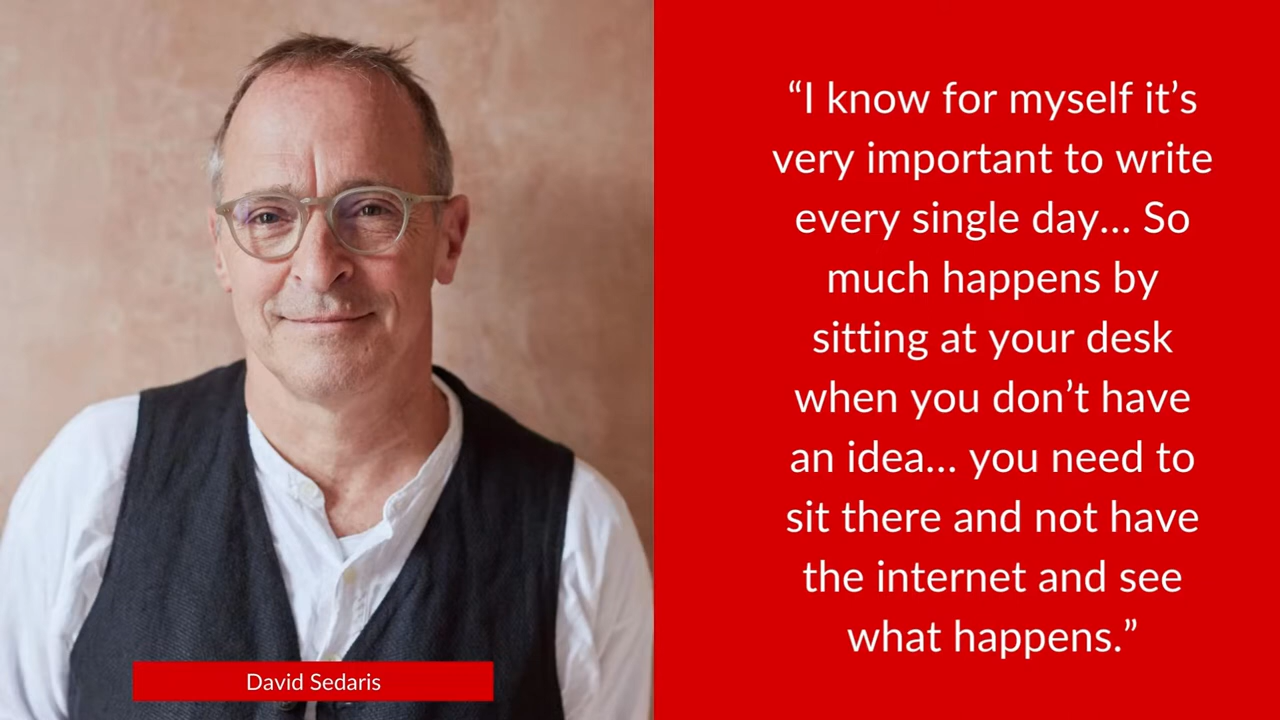 “I know for myself it’s
very important to write
every single day... So
much happens by
sitting at your desk
when you don’t have
an idea... you need to
sit there and not have
the internet and see
what happens.”
David Sedaris